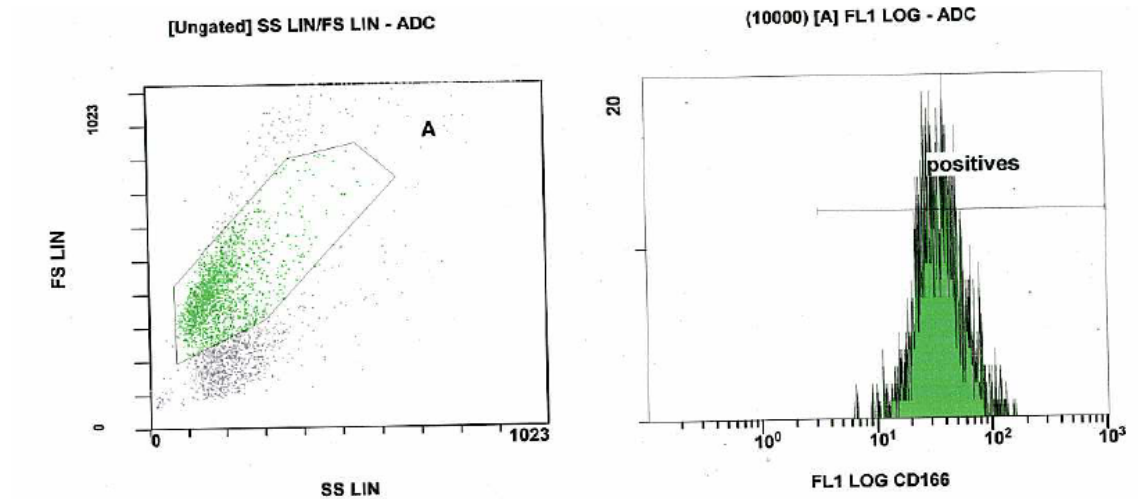 [Ungated] SS LIN/FS LIN - ADC
1023
A
FS LIN
0
0
1023
SS LIN
(10000) [A] FL1 LOG - ADC
20
positives
10⁰
10¹
10²
10³
FL1 LOG CD166